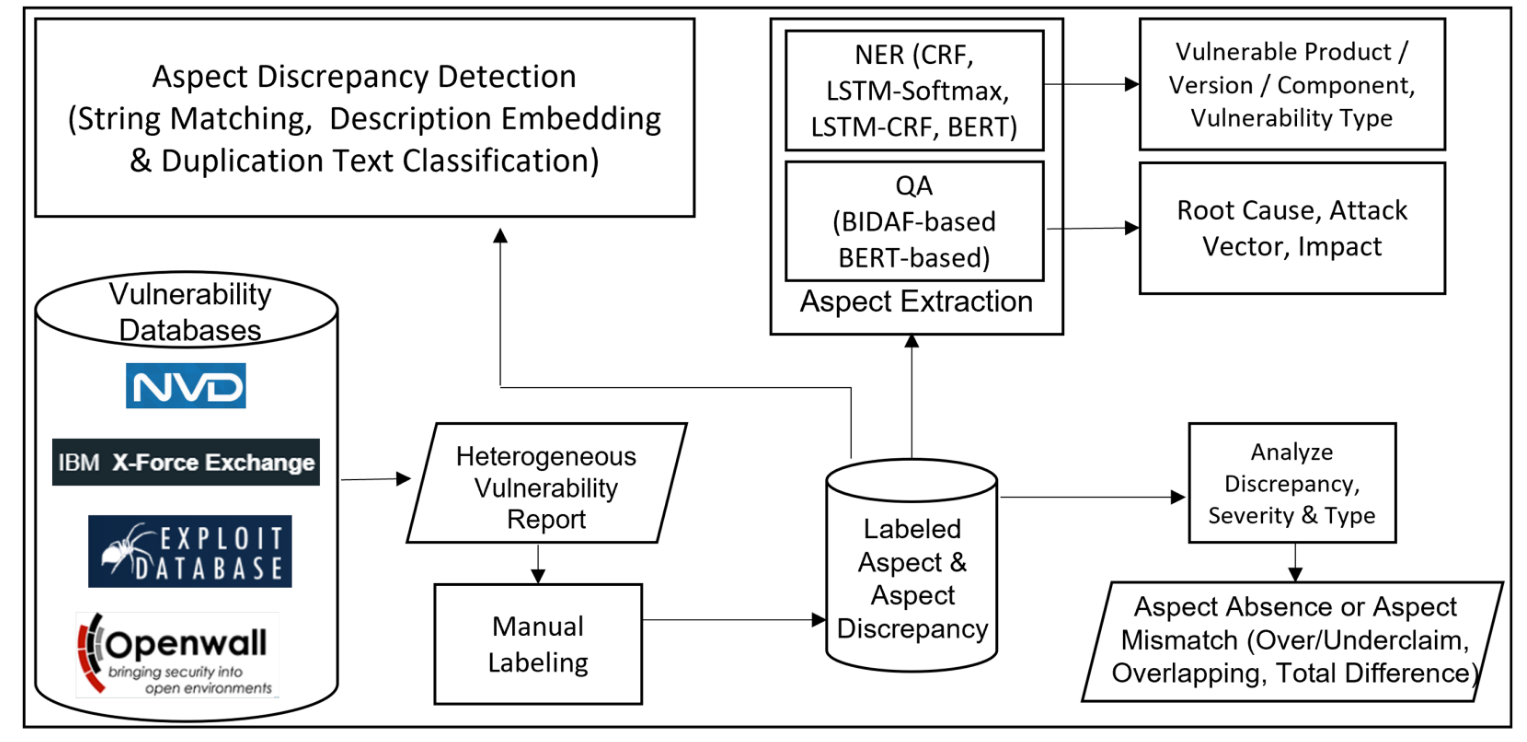 Aspect Discrepancy Detection
(String Matching, Description Embedding
& Duplication Text Classification)
NER (CRF,
LSTM-Softmax,
LSTM-CRF, BERT)
QA
(BIDAF-based
BERT-based)
Aspect Extraction
Vulnerable Product /
Version / Component,
Vulnerability Type
Root Cause, Attack
Vector, Impact
Vulnerability
Databases
NVD
IBM X-Force Exchange
EXPLOIT
DATABASE
Openwall
bringing security into
open environments
Heterogeneous
Vulnerability
Report
Manual
Labeling
Labeled
Aspect &
Aspect
Discrepancy
Analyze
Discrepancy,
Severity & Type
Aspect Absence or Aspect
Mismatch (Over/Underclaim,
Overlapping, Total Difference)